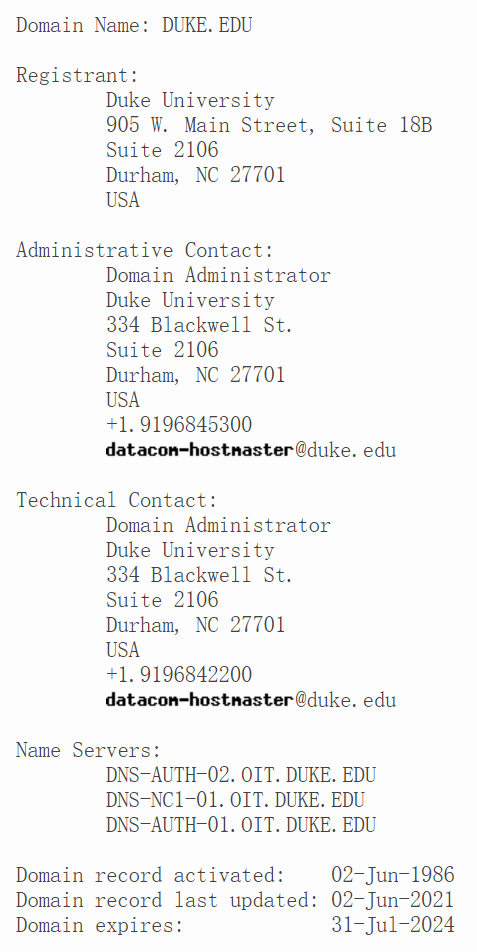 Domain Name: DUKE.EDU
Registrant:
Duke University
905 W. Main Street, Suite 18B
Suite 2106
Durham, NC 27701
USA
Administrative Contact:
Domain Administrator
Duke University
334 Blackwell St.
Suite 2106
Durham, NC 27701
USA
+1.9196845300
datacom-hostmaster@duke.edu
Technical Contact:
Domain Administrator
Duke University
334 Blackwell St.
Suite 2106
Durham, NC 27701
USA
+1.9196842200
datacom-hostmaster@duke.edu
Name Servers:
DNS-AUTH-02.OIT.DUKE.EDU
DNS-NC1-01.OIT.DUKE.EDU
DNS-AUTH-01.OIT.DUKE.EDU
Domain record activated: 02-Jun-1986
Domain record last updated: 02-Jun-2021
Domain expires: 31-Jul-2024